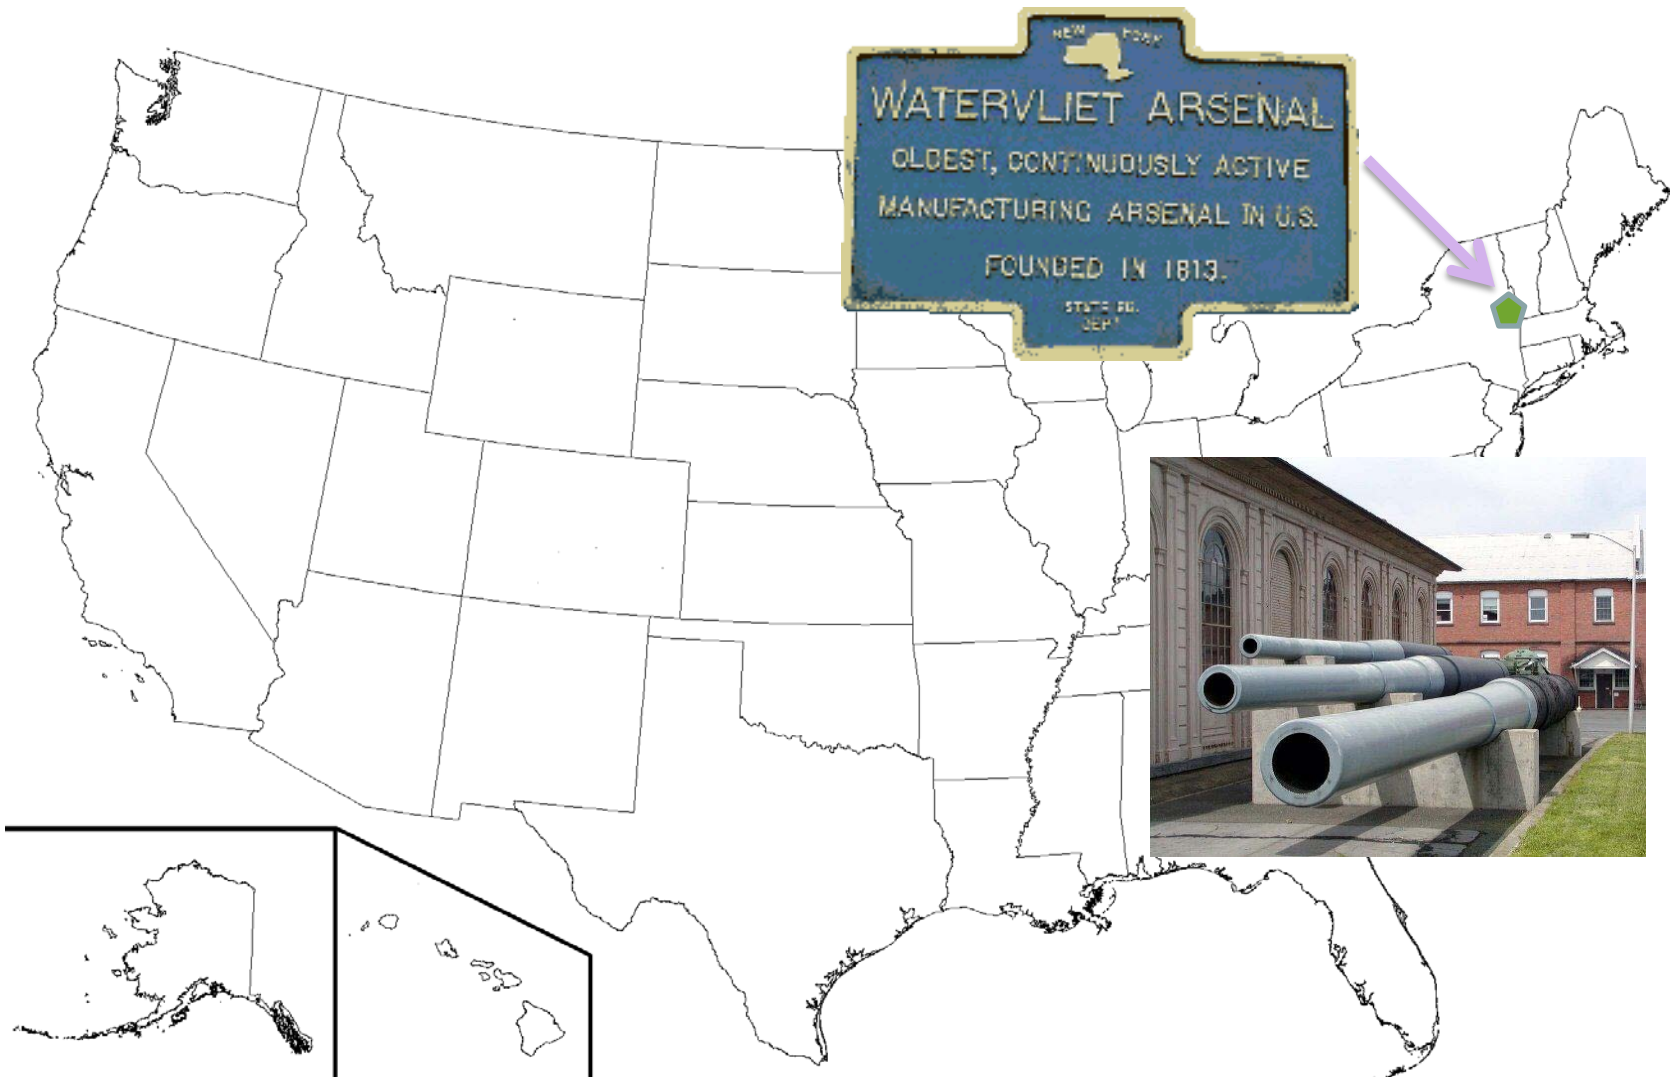 NEW YORK
WATERVLIET ARSENAL
OLDEST, CONTINUOUSLY ACTIVE
MANUFACTURING ARSENAL IN U.S.
FOUNDED IN 1813.
STATE ED.
DEPT